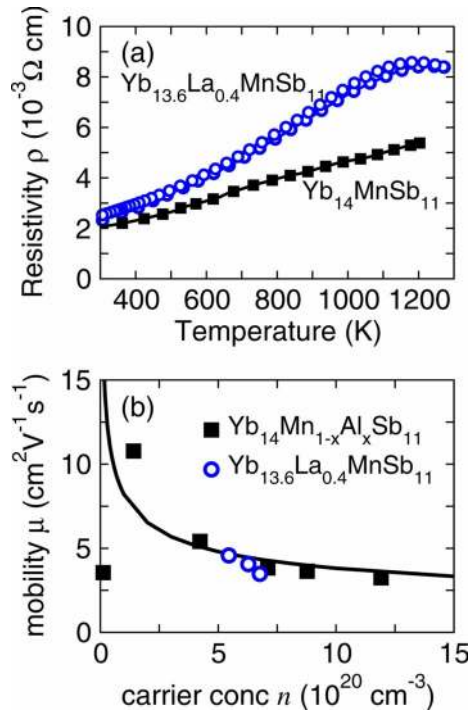 (a)
Yb13.6La0.4MnSb11
Yb14MnSb11
Resistivity ρ (10⁻³Ω cm)
10
8
6
4
2
0
400 600 800 1000 1200
Temperature (K)
(b)
Yb14Mn1-xAlxSb11
Yb13.6La0.4MnSb11
mobility μ (cm²V⁻¹s⁻¹)
15
10
5
0
0 5 10 15
carrier conc n (10²⁰ cm⁻³)